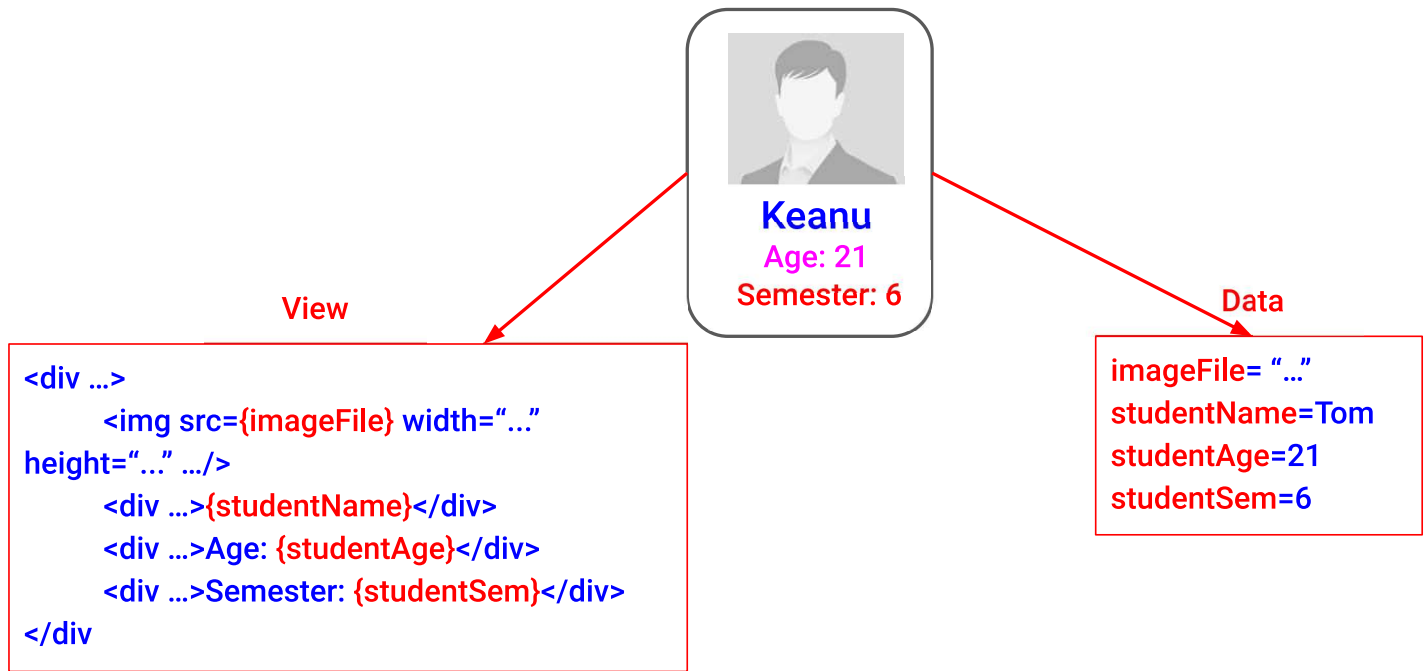 Keanu
Age: 21
Semester: 6
View
<div ...>
<img src={imageFile} width=“...”
height=“...” .../>
<div ...>{studentName}</div>
<div ...>Age: {studentAge}</div>
<div ...>Semester: {studentSem}</div>
</div
Data
imageFile= “...”
studentName=Tom
studentAge=21
studentSem=6